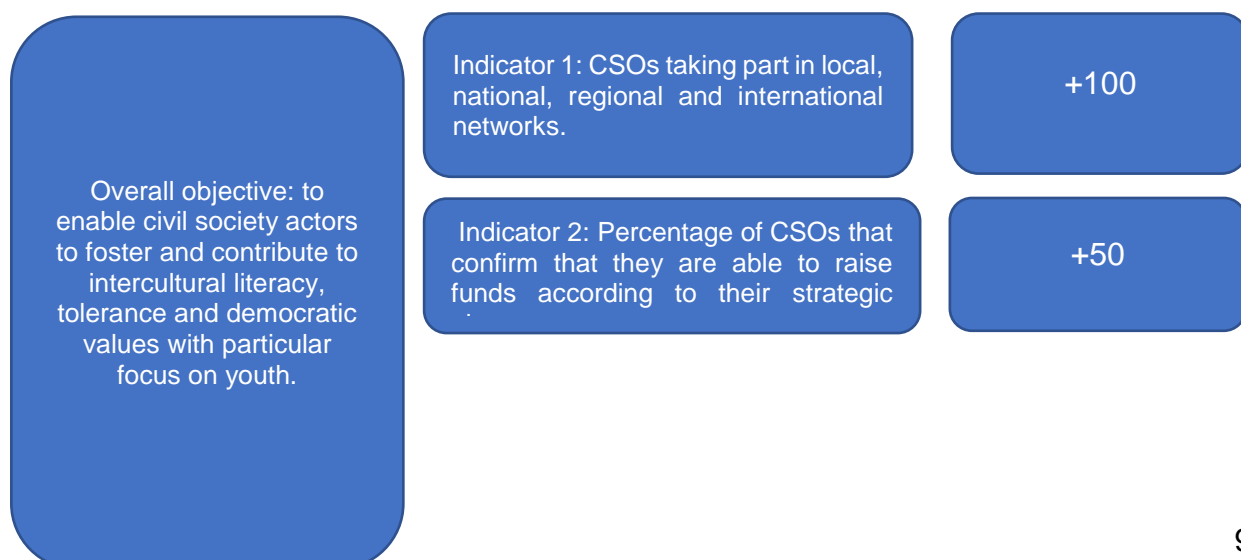 Overall objective: to
enable civil society actors
to foster and contribute to
intercultural literacy,
tolerance and democratic
values with particular
focus on youth.
Indicator 1: CSOs taking part in local,
national, regional and international
networks.
+100
Indicator 2: Percentage of CSOs that
confirm that they are able to raise
funds according to their strategic
+50